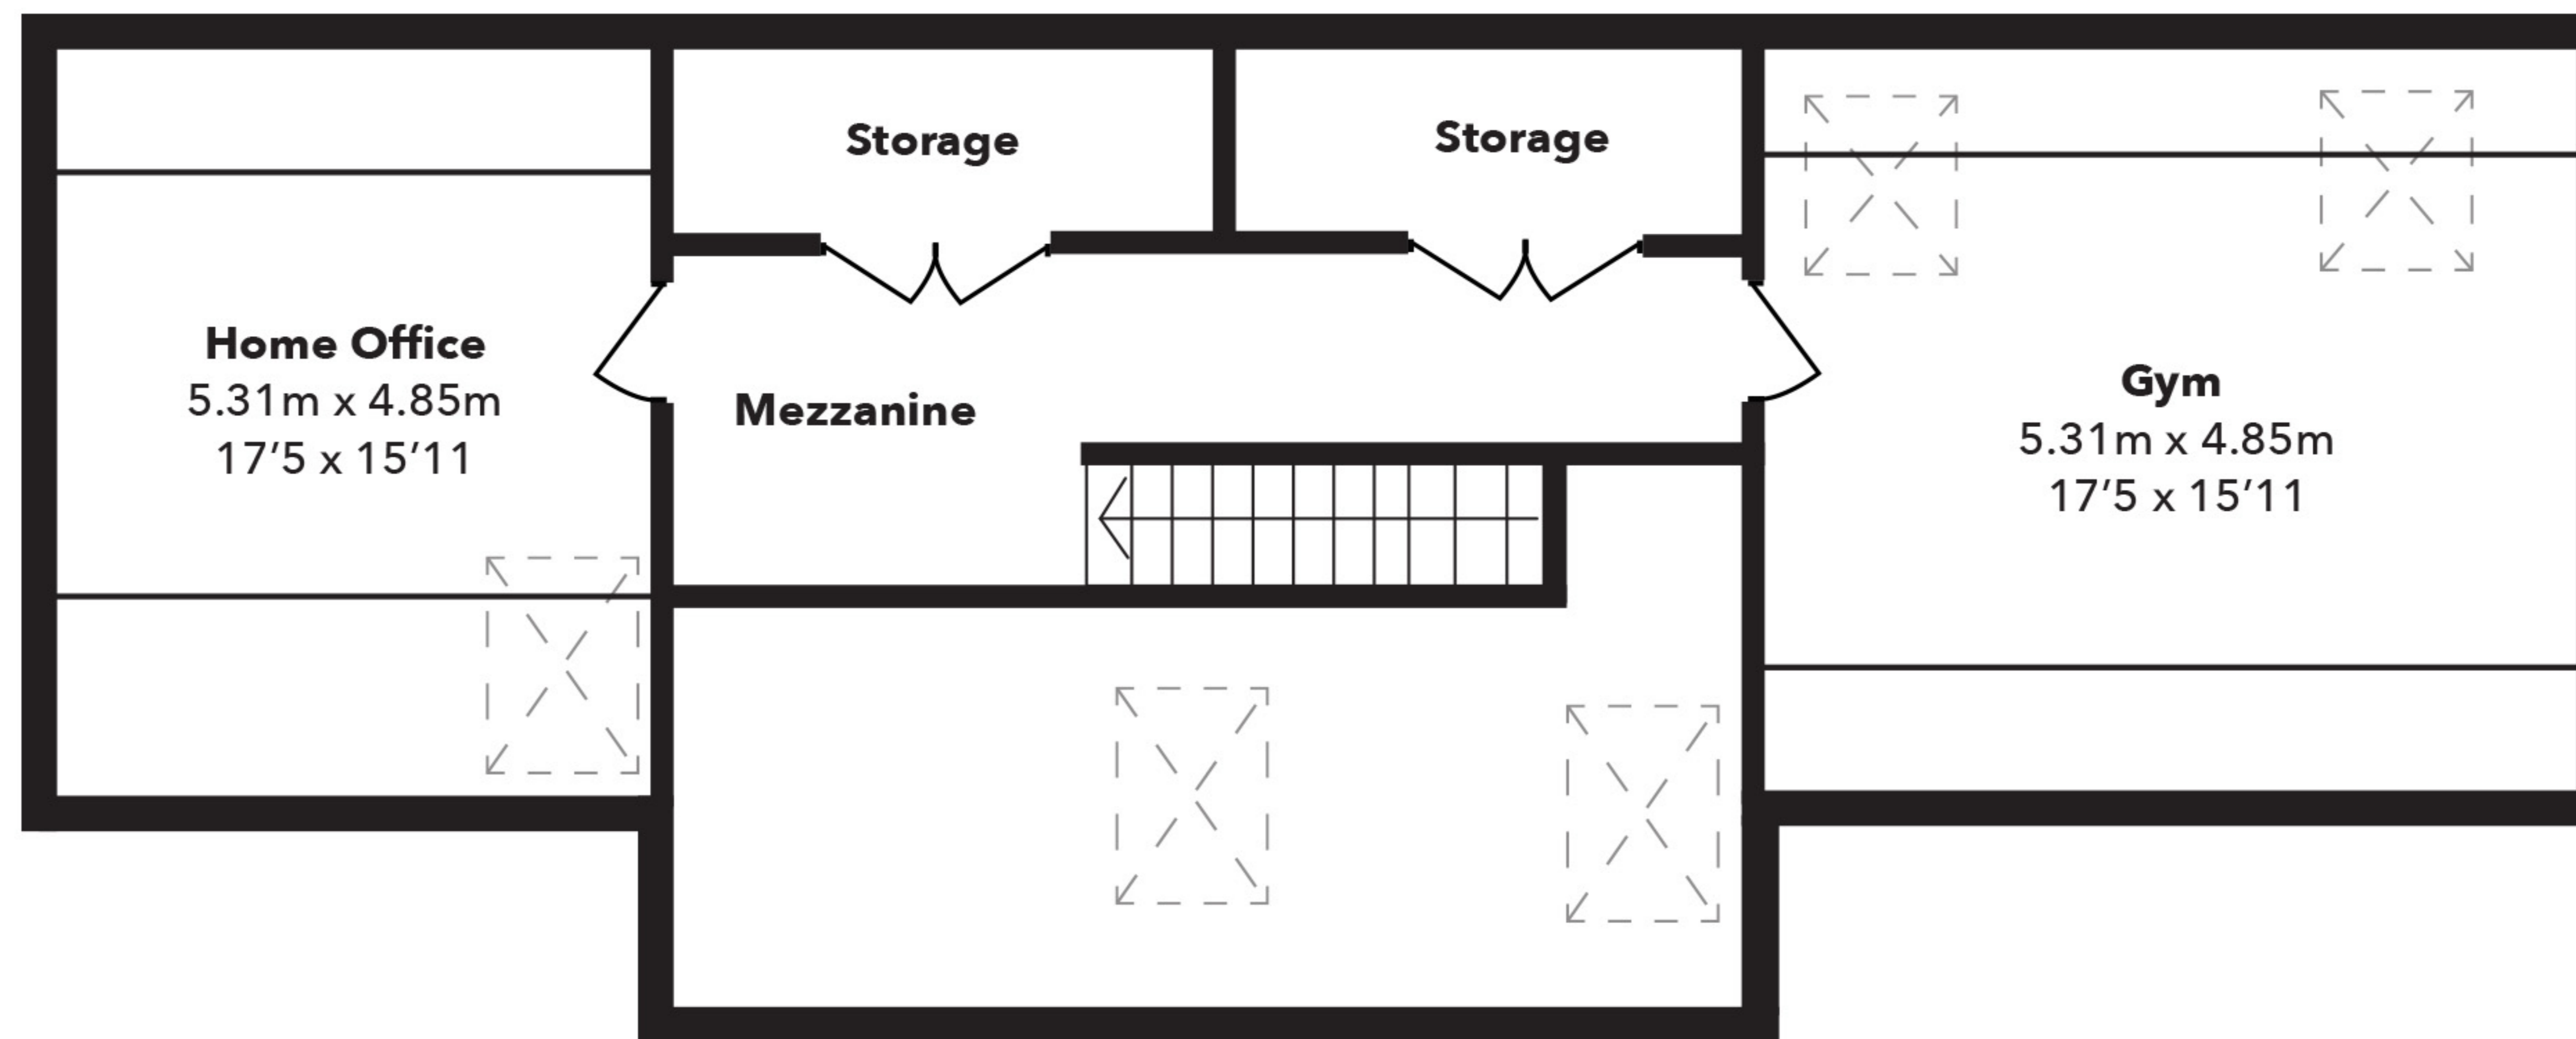 Storage
Storage
Home Office
5.31m x 4.85m
17’5 x 15’11
Mezzanine
Gym
5.31m x 4.85m
17’5 x 15’11